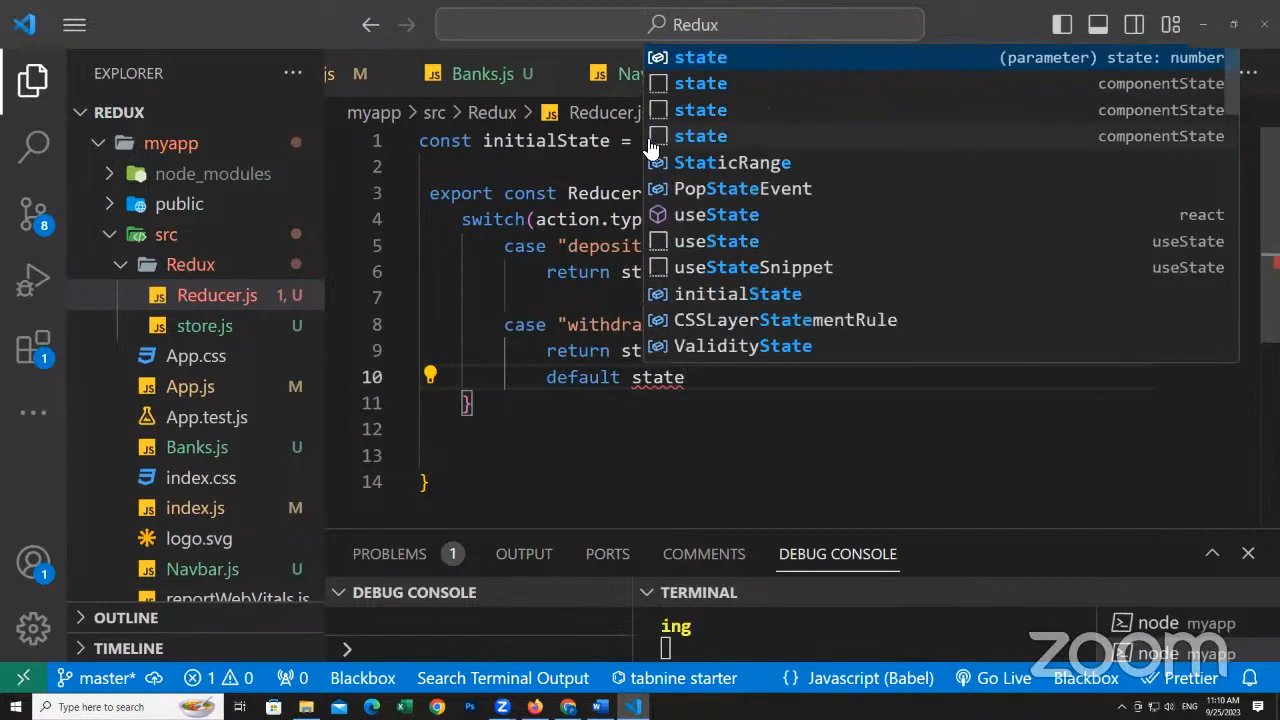 Redux
EXPLORER
js M
Banks.js U
Nav
REDUX
myapp
node_modules
public
src
Redux
Reducer.js 1, U
store.js U
App.css
App.js M
App.test.js
Banks.js U
index.css
index.js M
logo.svg
Navbar.js U
reportWebVitals.js
OUTLINE
TIMELINE
myapp > src > Redux > Reducer.j
1 const initialState =
2
3 export const Reducer
4 switch(action.typ
5 case "deposit
6 return st
7
8 case "withdra
9 return st
10 default state
11 }
12
13
14 }
state (parameter) state: number
state componentState
state componentState
state componentState
StaticRange
PopStateEvent
useState react
useState useState
useStateSnippet useState
initialState
CSSLayerStatementRule
ValidityState
PROBLEMS 1 OUTPUT PORTS COMMENTS DEBUG CONSOLE
DEBUG CONSOLE
>
TERMINAL
ing
node myapp
node myapp
zoom
8
1
1
master* 1 0 0 Blackbox Search Terminal Output tabnine starter {} Javascript (Babel) Go Live Blackbox Prettier
Type here to search
ENG
11:10 AM
9/25/2023